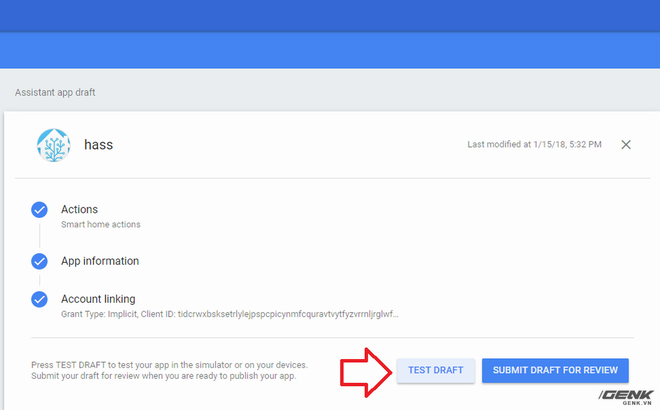 Assistant app draft
hass
Last modified at 1/15/18, 5:32 PM
Actions
Smart home actions
App information
Account linking
Grant Type: Implicit, Client ID: tidcrwxbsksetrlylejpspcpicynmfcquravtvytfyzvrrnljrglwf...
Press TEST DRAFT to test your app in the simulator or on your devices.
Submit your draft for review when you are ready to publish your app.
TEST DRAFT
SUBMIT DRAFT FOR REVIEW
/GENK
GENK.VN